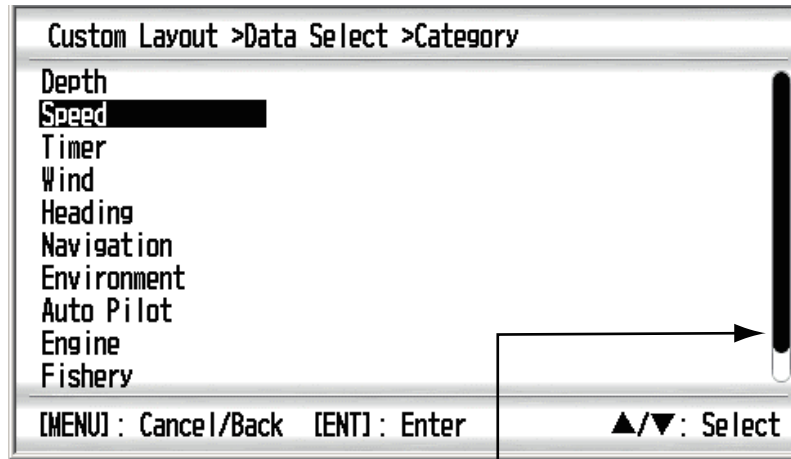 Custom Layout >Data Select >Category
Depth
Speed
Timer
Wind
Heading
Navigation
Environment
Auto Pilot
Engine
Fishery
[MENU]: Cancel/Back [ENT]: Enter ▲/▼: Select